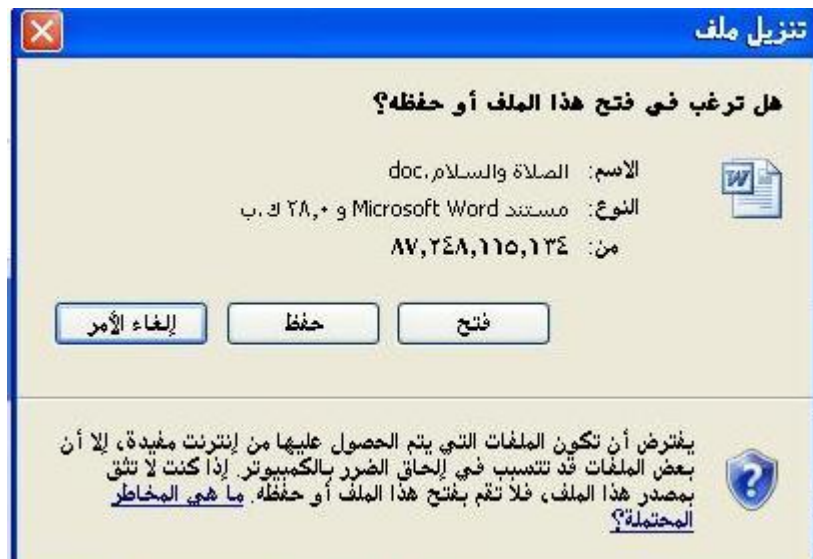 تنزيل ملف
هل ترغب في فتح هذا الملف أو حفظه؟
الاسم: الصلاة والسلام.doc
النوع: مستند Microsoft Word و ٢٨,٠ ك.ب
من: ٨٧,٢٤٨,١١٥,١٣٤
فتح حفظ إلغاء الأمر
يفترض أن تكون الملفات التي يتم الحصول عليها من إنترنت مفيدة، إلا أن
بعض الملفات قد تتسبب في إلحاق الضرر بالكمبيوتر. إذا كنت لا تثق
بمصدر هذا الملف، فلا تقم بفتح هذا الملف أو حفظه. ما هي المخاطر
المحتملة؟